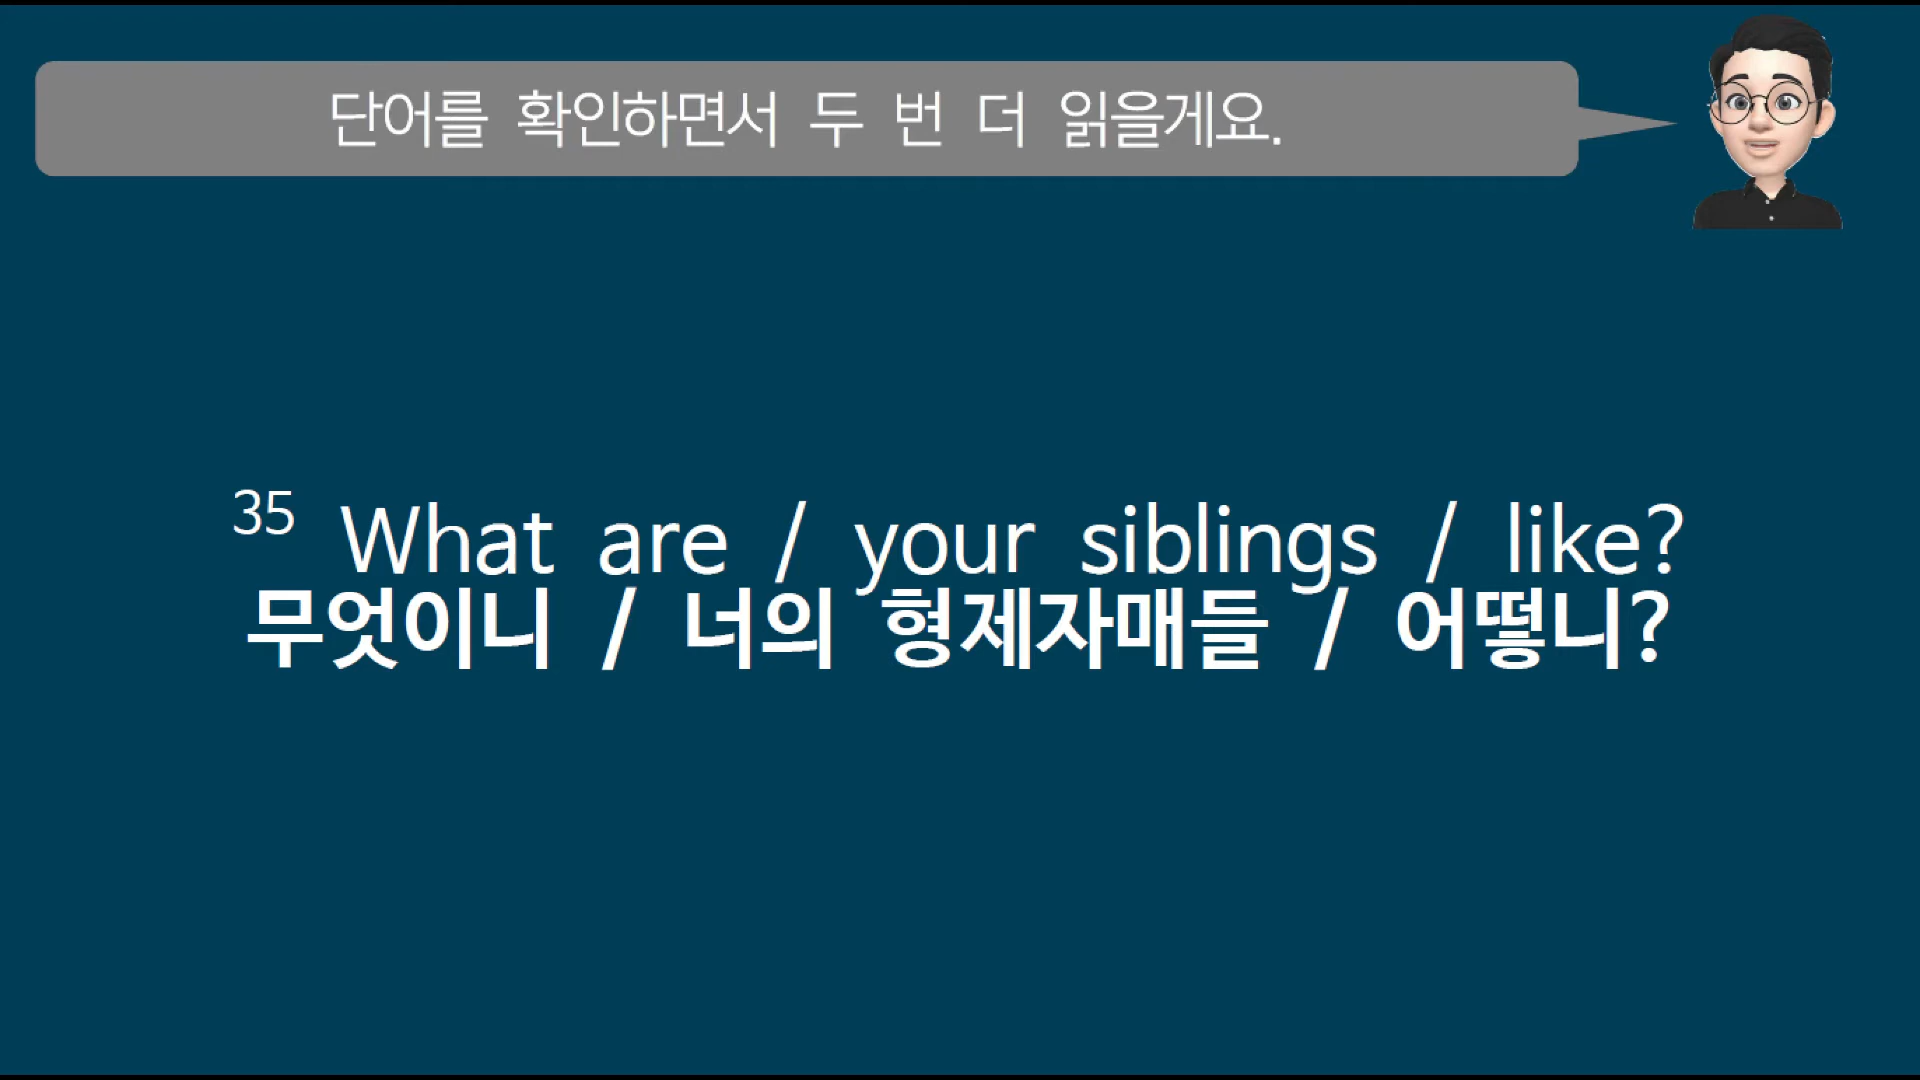 단어를 확인하면서 두 번 더 읽을게요.
35 What are / your siblings / like?
무엇이니 / 너의 형제자매들 / 어떻니?